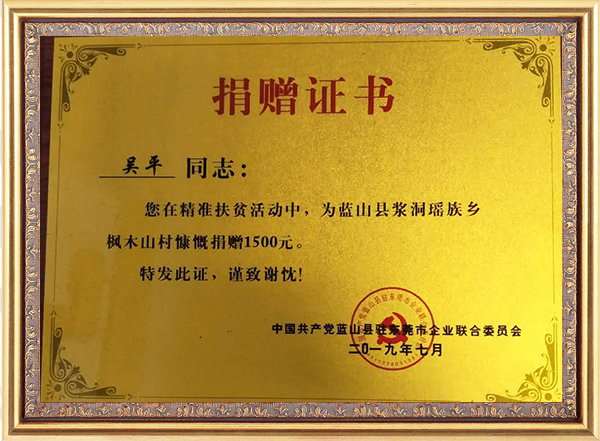 捐赠证书
吴平 同志：
您在精准扶贫活动中，为蓝山县浆洞瑶族乡
枫木山村慷慨捐赠1500元。
特发此证，谨致谢忱！
中国共产党蓝山县驻东莞市企业联合委员会
二〇一九年七月